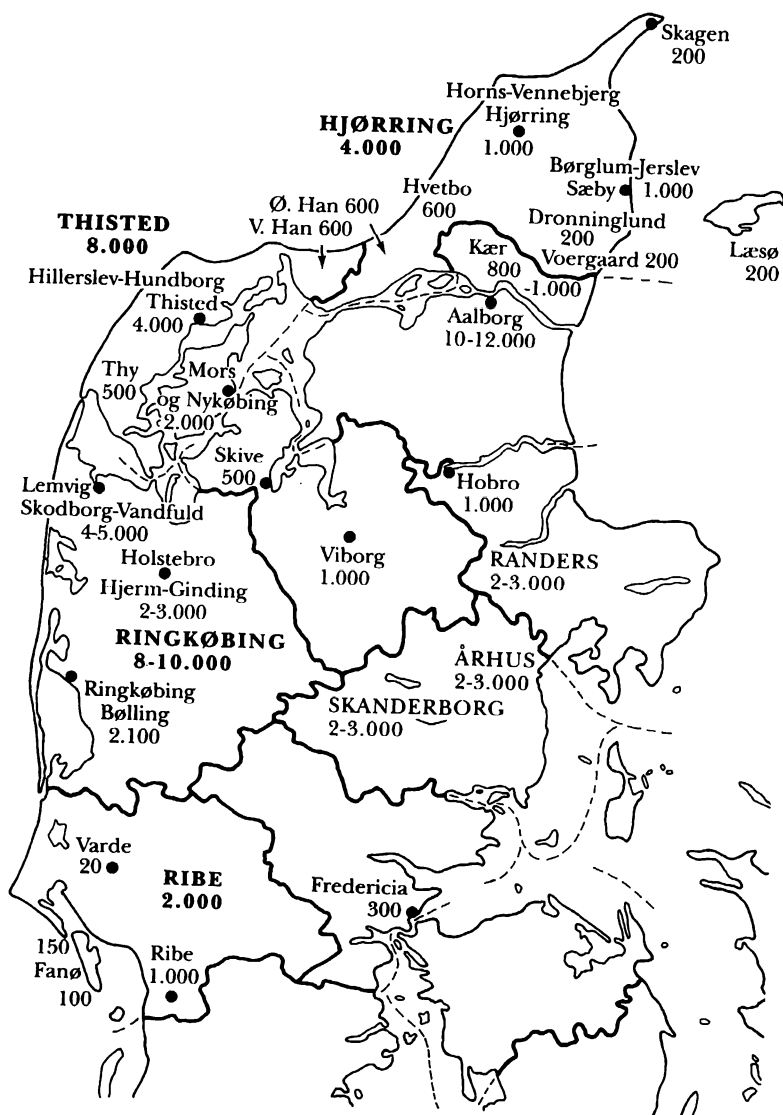 Skagen
200
Horns-Vennebjerg
Hjørring
1.000
HJØRRING
4.000
Børglum-Jerslev
Sæby 1.000
Hvetbo
600
Ø. Han 600
V. Han 600
Dronninglund
200
Læsø
200
THISTED
8.000
Kær
800
-1.000
Voergaard 200
Hillerslev-Hundborg
Thisted
4.000
Aalborg
10-12.000
Thy
500
Mors
og Nykøbing
2.000
Skive
500
Hobro
1.000
Lemvig
Skodborg-Vandfuld
4-5.000
Viborg
1.000
RANDERS
2-3.000
Holstebro
Hjerm-Ginding
2-3.000
RINGKØBING
8-10.000
ÅRHUS
2-3.000
Ringkøbing
Bølling
2.100
SKANDERBORG
2-3.000
Varde
20
RIBE
2.000
Fredericia
300
150
Fanø
100
Ribe
1.000